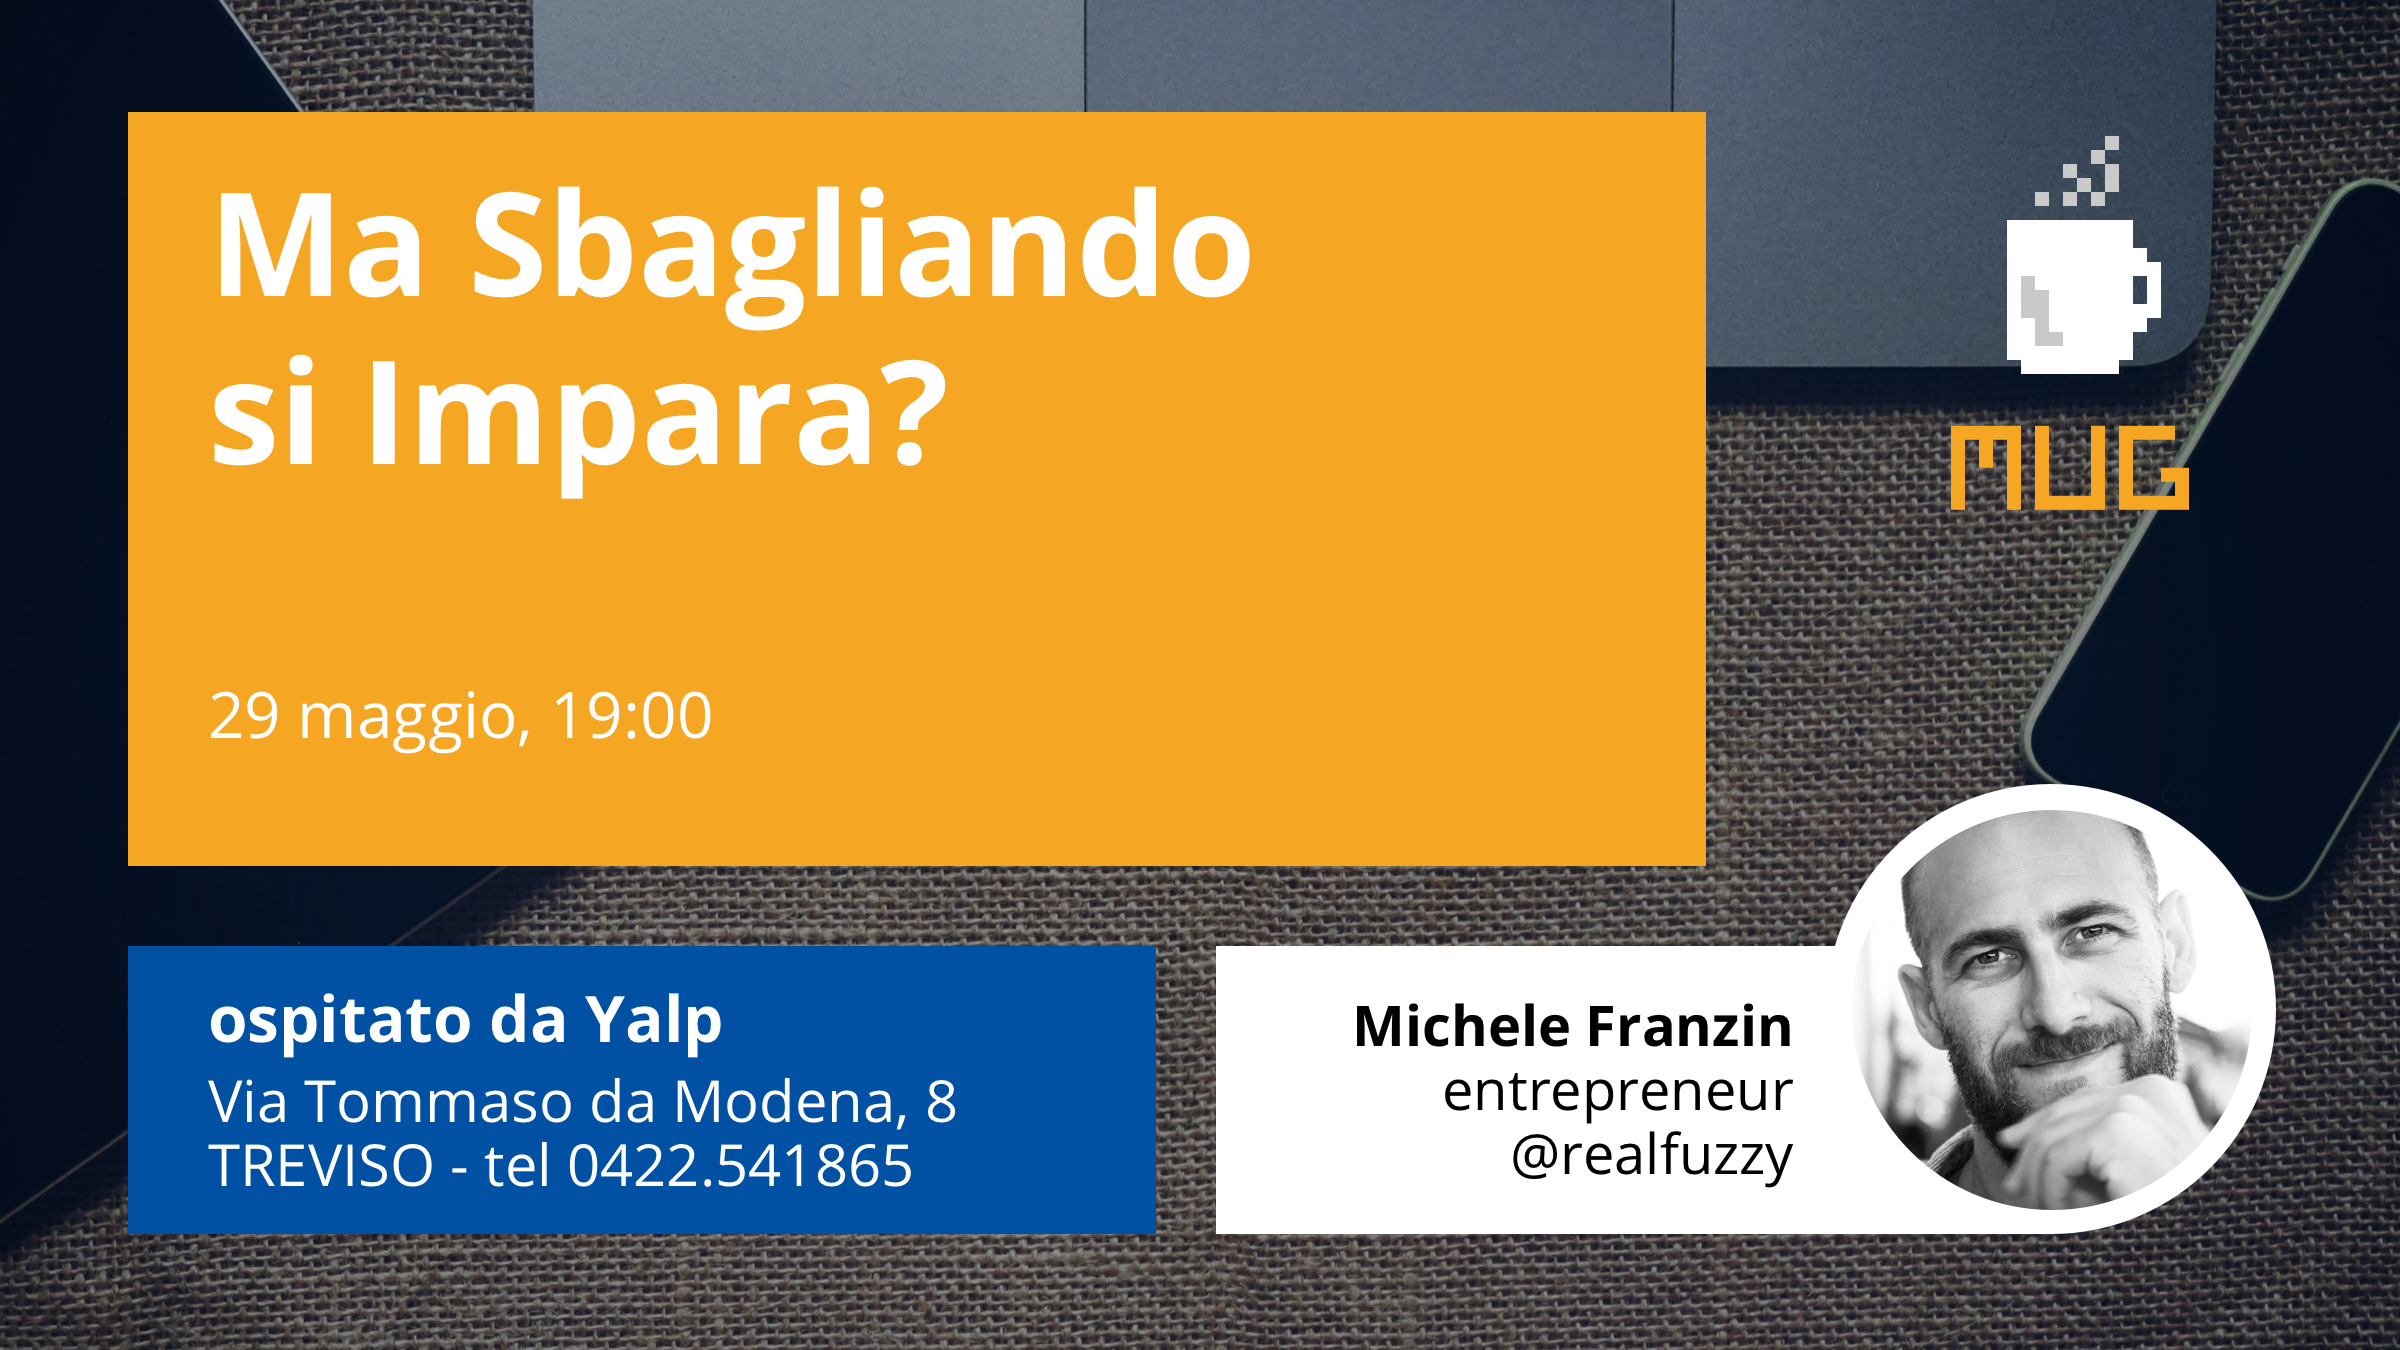 Ma Sbagliando
si Impara?
29 maggio, 19:00
MUG
ospitato da Yalp
Via Tommaso da Modena, 8
TREVISO - tel 0422.541865
Michele Franzin
entrepreneur
@realfuzzy